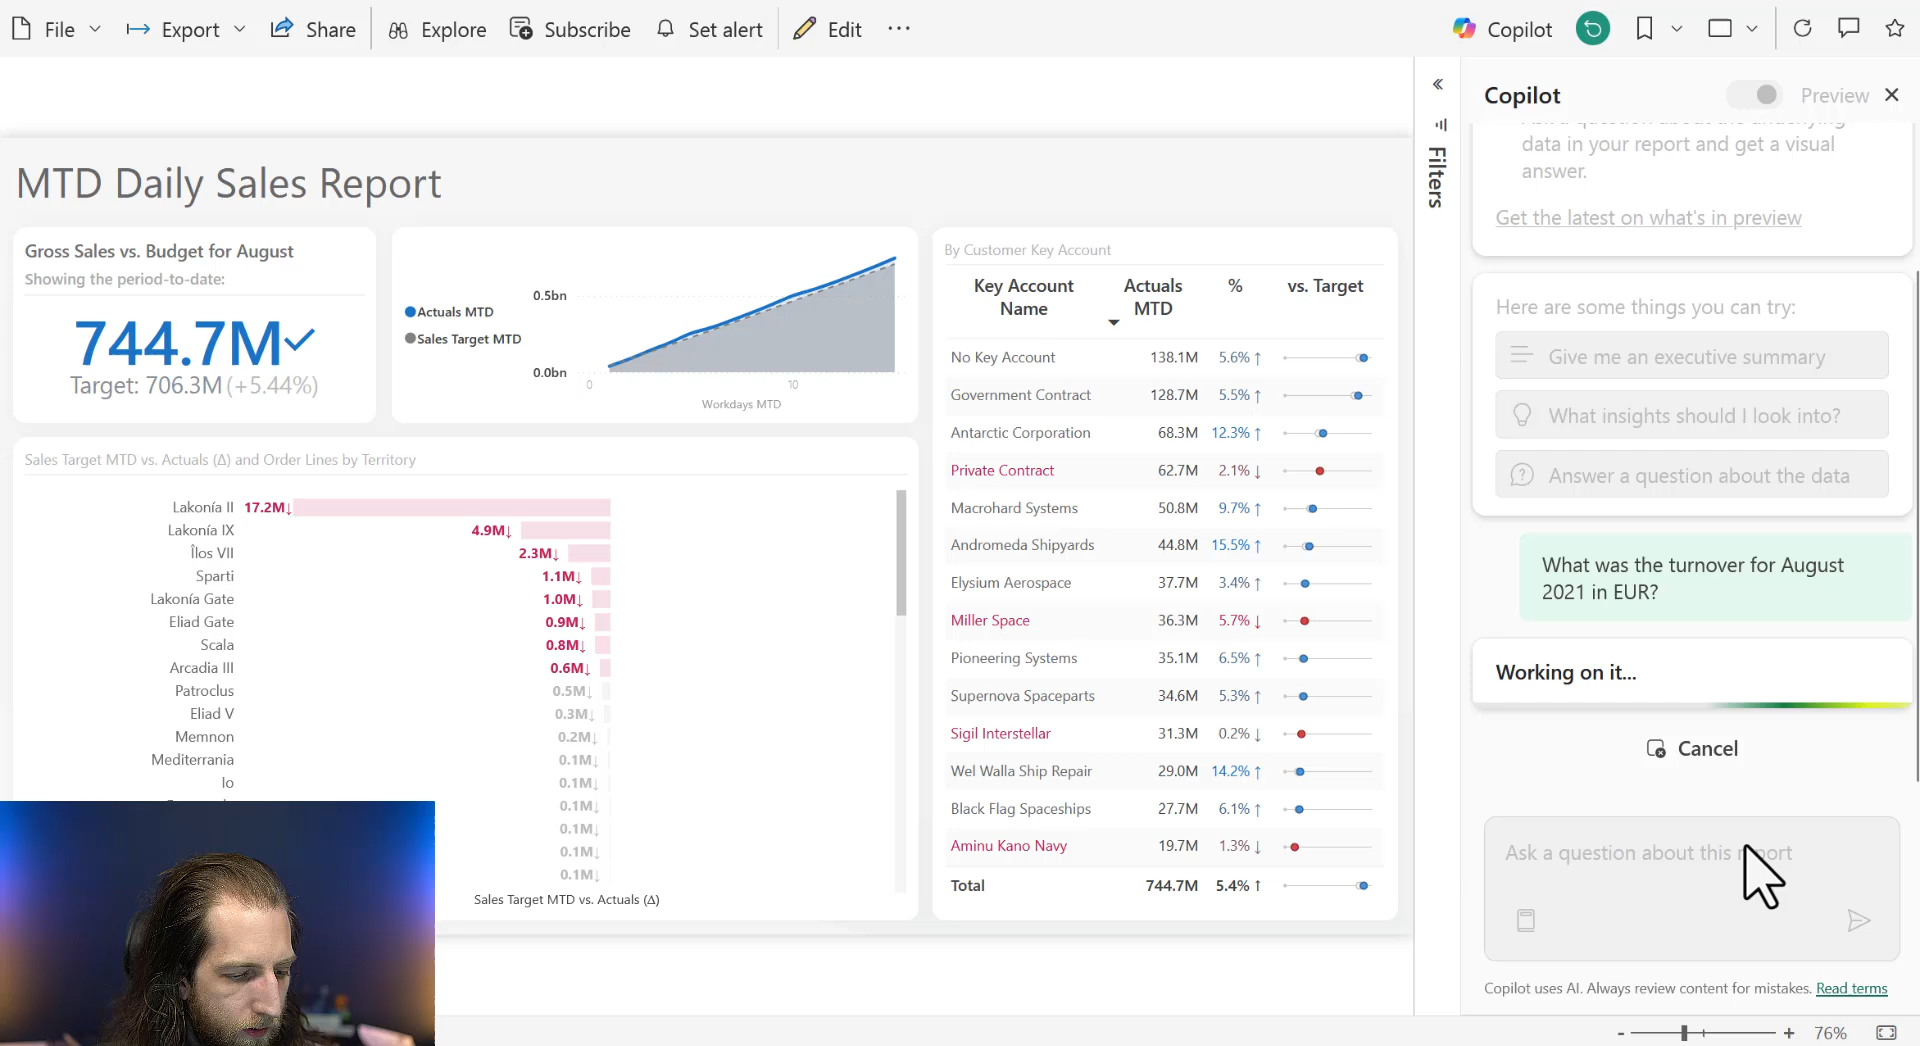 File
Export
Share
Explore
Subscribe
Set alert
Edit
Copilot
MTD Daily Sales Report
Gross Sales vs. Budget for August
Showing the period-to-date:
744.7M
Target: 706.3M (+5.44%)
Actuals MTD
Sales Target MTD
0.5bn
0.0bn
0
10
Workdays MTD
Sales Target MTD vs. Actuals (Δ) and Order Lines by Territory
Lakonía II 17.2M↓
Lakonía IX 4.9M↓
Îlos VII 2.3M↓
Sparti 1.1M↓
Lakonía Gate 1.0M↓
Eliad Gate 0.9M↓
Scala 0.8M↓
Arcadia III 0.6M↓
Patroclus 0.5M↓
Eliad V 0.3M↓
Memnon 0.2M↓
Mediterrania 0.1M↓
Io 0.1M↓
0.1M↓
0.1M↓
0.1M↓
0.1M↓
Sales Target MTD vs. Actuals (Δ)
By Customer Key Account
Key Account Actuals % vs. Target
Name MTD
No Key Account 138.1M 5.6% ↑
Government Contract 128.7M 5.5% ↑
Antarctic Corporation 68.3M 12.3% ↑
Private Contract 62.7M 2.1% ↓
Macrohard Systems 50.8M 9.7% ↑
Andromeda Shipyards 44.8M 15.5% ↑
Elysium Aerospace 37.7M 3.4% ↑
Miller Space 36.3M 5.7% ↓
Pioneering Systems 35.1M 6.5% ↑
Supernova Spaceparts 34.6M 5.3% ↑
Sigil Interstellar 31.3M 0.2% ↓
Wel Walla Ship Repair 29.0M 14.2% ↑
Black Flag Spaceships 27.7M 6.1% ↑
Aminu Kano Navy 19.7M 1.3% ↓
Total 744.7M 5.4% ↑
Filters
Copilot
Preview
data in your report and get a visual
answer.
Get the latest on what's in preview
Here are some things you can try:
Give me an executive summary
What insights should I look into?
Answer a question about the data
What was the turnover for August
2021 in EUR?
Working on it...
Cancel
Ask a question about this report
Copilot uses AI. Always review content for mistakes. Read terms
- + 76%